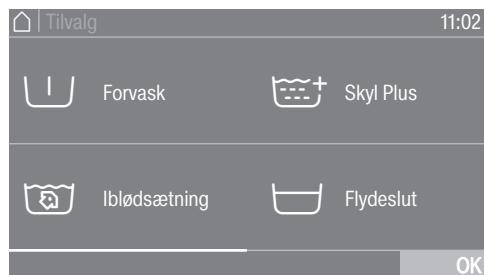 Tilvalg 11:02
Forvask Skyl Plus
Iblødsætning Flydeslut
OK